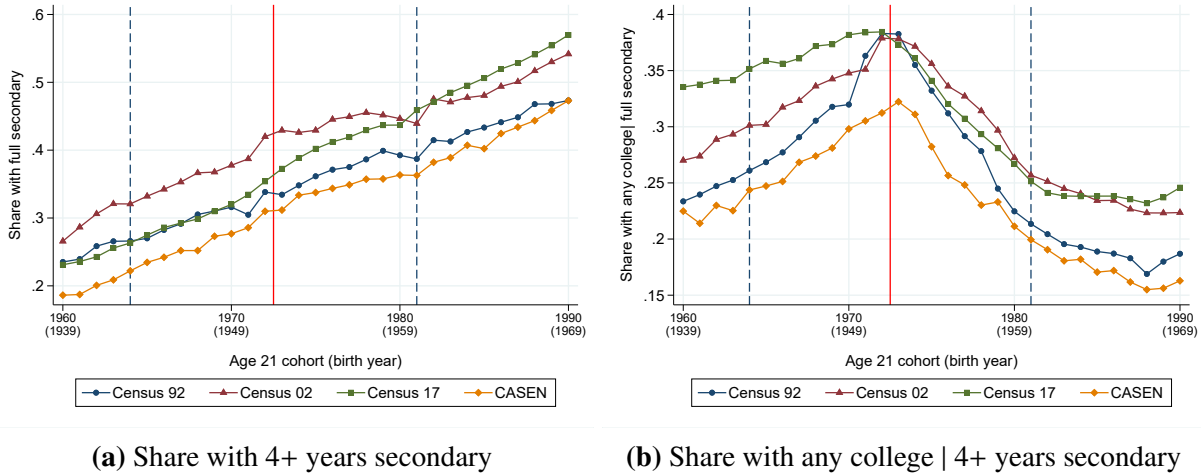 .6
.5
.4
.3
.2
Share with full secondary
1960 1970 1980 1990
(1939) (1949) (1959) (1969)
Age 21 cohort (birth year)
Census 92 Census 02 Census 17 CASEN
(a) Share with 4+ years secondary
.4
.35
.3
.25
.2
.15
Share with any college| full secondary
1960 1970 1980 1990
(1939) (1949) (1959) (1969)
Age 21 cohort (birth year)
Census 92 Census 02 Census 17 CASEN
(b) Share with any college | 4+ years secondary